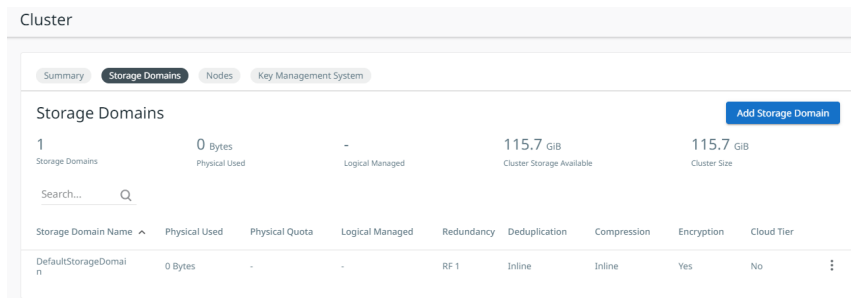 Cluster
Summary Storage Domains Nodes Key Management System
Storage Domains Add Storage Domain
1 0 Bytes - 115.7 GiB 115.7 GiB
Storage Domains Physical Used Logical Managed Cluster Storage Available Cluster Size
Search...
Storage Domain Name Physical Used Physical Quota Logical Managed Redundancy Deduplication Compression Encryption Cloud Tier
DefaultStorageDomai
n 0 Bytes - - RF 1 Inline Inline Yes No